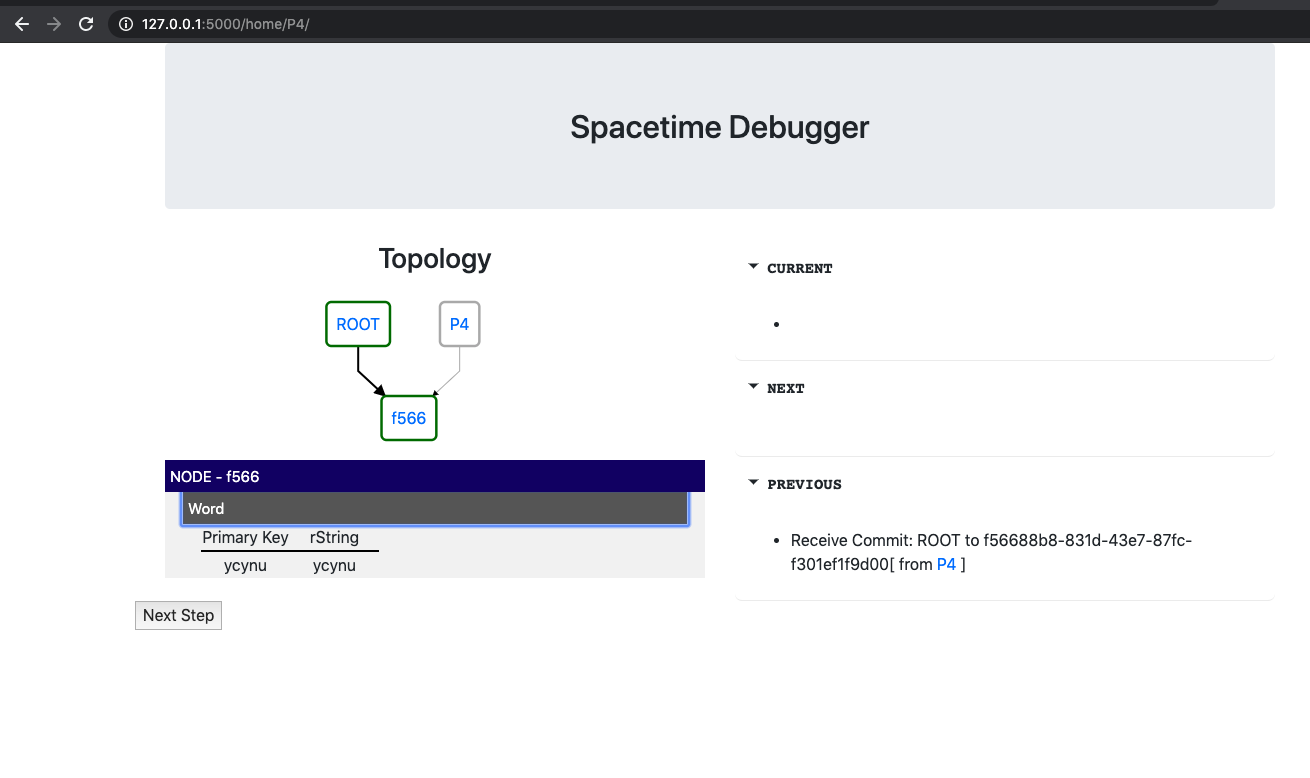 127.0.0.1:5000/home/P4/
Spacetime Debugger
Topology
ROOT
P4
f566
NODE - f566
Word
Primary Key rString
ycynu ycynu
Next Step
CURRENT
NEXT
PREVIOUS
Receive Commit: ROOT to f56688b8-831d-43e7-87fc-
f301ef1f9d00[ from P4 ]